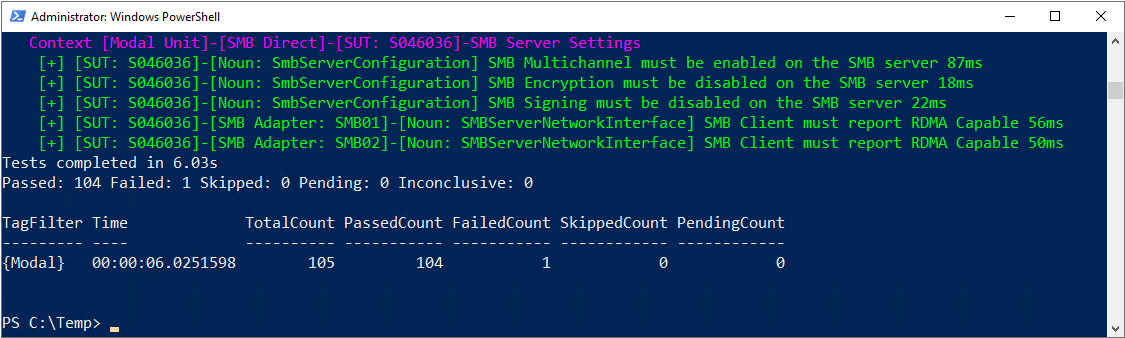 Administrator: Windows PowerShell
Context [Modal Unit]-[SMB Direct]-[SUT: S046036]-SMB Server Settings
[+] [SUT: S046036]-[Noun: SmbServerConfiguration] SMB Multichannel must be enabled on the SMB server 87ms
[+] [SUT: S046036]-[Noun: SmbServerConfiguration] SMB Encryption must be disabled on the SMB server 18ms
[+] [SUT: S046036]-[Noun: SmbServerConfiguration] SMB Signing must be disabled on the SMB server 22ms
[+] [SUT: S046036]-[SMB Adapter: SMB01]-[Noun: SMBServerNetworkInterface] SMB Client must report RDMA Capable 56ms
[+] [SUT: S046036]-[SMB Adapter: SMB02]-[Noun: SMBServerNetworkInterface] SMB Client must report RDMA Capable 50ms
Tests completed in 6.03s
Passed: 104 Failed: 1 Skipped: 0 Pending: 0 Inconclusive: 0
TagFilter Time TotalCount PassedCount FailedCount SkippedCount PendingCount
--------- ---- ---------- ----------- ----------- ------------ ------------
{Modal} 00:00:06.0251598 105 104 1 0 0
PS C:\Temp> _